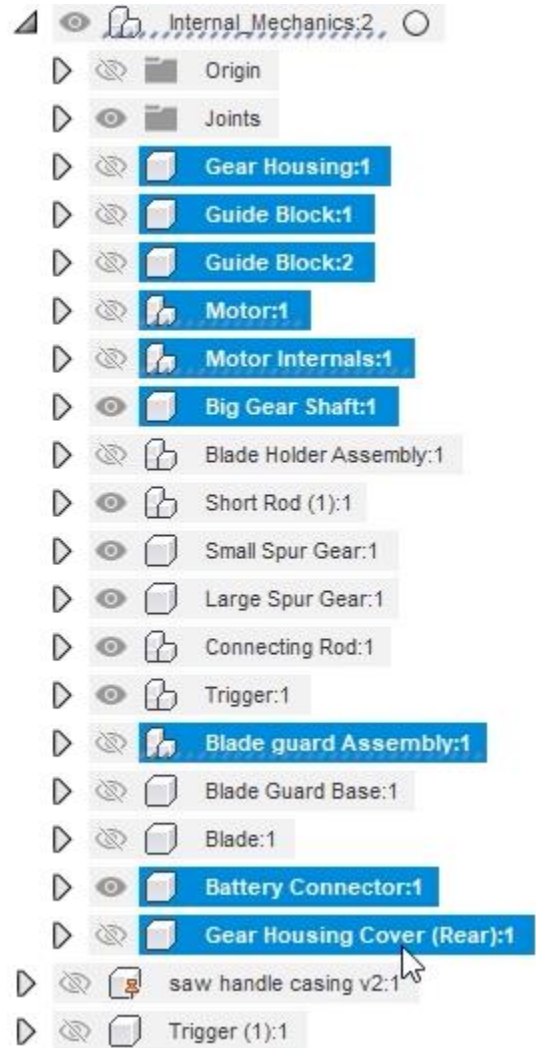 Internal_Mechanics:2
Origin
Joints
Gear Housing:1
Guide Block:1
Guide Block:2
Motor:1
Motor Internals:1
Big Gear Shaft:1
Blade Holder Assembly:1
Short Rod (1):1
Small Spur Gear:1
Large Spur Gear:1
Connecting Rod:1
Trigger:1
Blade guard Assembly:1
Blade Guard Base:1
Blade:1
Battery Connector:1
Gear Housing Cover (Rear):1
saw handle casing v2:1
Trigger (1):1